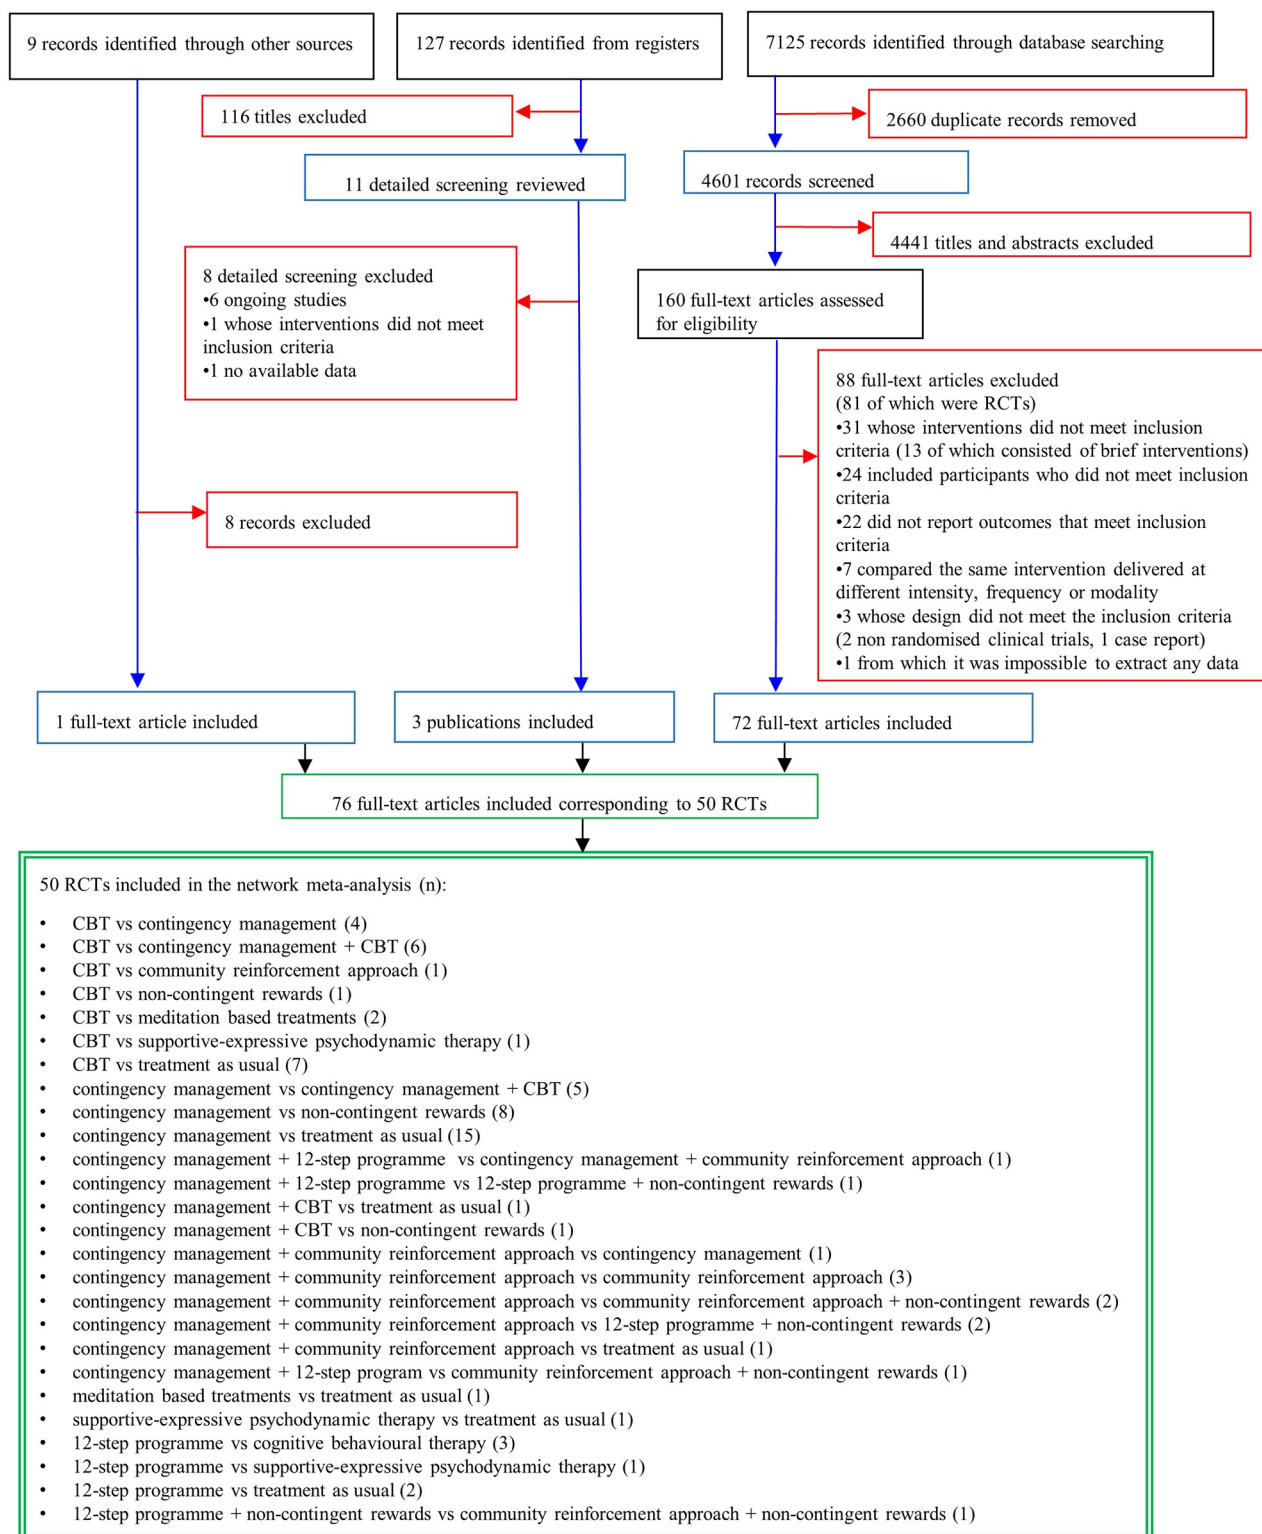 9 records identified through other sources
127 records identified from registers
7125 records identified through database searching
116 titles excluded
2660 duplicate records removed
11 detailed screening reviewed
4601 records screened
4441 titles and abstracts excluded
8 detailed screening excluded
•6 ongoing studies
•1 whose interventions did not meet
inclusion criteria
•1 no available data
160 full-text articles assessed
for eligibility
88 full-text articles excluded
(81 of which were RCTs)
•31 whose interventions did not meet inclusion
criteria (13 of which consisted of brief interventions)
•24 included participants who did not meet inclusion
criteria
•22 did not report outcomes that meet inclusion
criteria
•7 compared the same intervention delivered at
different intensity, frequency or modality
•3 whose design did not meet the inclusion criteria
(2 non randomised clinical trials, 1 case report)
•1 from which it was impossible to extract any data
8 records excluded
1 full-text article included
3 publications included
72 full-text articles included
76 full-text articles included corresponding to 50 RCTs
50 RCTs included in the network meta-analysis (n):
• CBT vs contingency management (4)
• CBT vs contingency management + CBT (6)
• CBT vs community reinforcement approach (1)
• CBT vs non-contingent rewards (1)
• CBT vs meditation based treatments (2)
• CBT vs supportive-expressive psychodynamic therapy (1)
• CBT vs treatment as usual (7)
• contingency management vs contingency management + CBT (5)
• contingency management vs non-contingent rewards (8)
• contingency management vs treatment as usual (15)
• contingency management + 12-step programme vs contingency management + community reinforcement approach (1)
• contingency management + 12-step programme vs 12-step programme + non-contingent rewards (1)
• contingency management + CBT vs treatment as usual (1)
• contingency management + CBT vs non-contingent rewards (1)
• contingency management + community reinforcement approach vs contingency management (1)
• contingency management + community reinforcement approach vs community reinforcement approach (3)
• contingency management + community reinforcement approach vs community reinforcement approach + non-contingent rewards (2)
• contingency management + community reinforcement approach vs 12-step programme + non-contingent rewards (2)
• contingency management + community reinforcement approach vs treatment as usual (1)
• contingency management + 12-step program vs community reinforcement approach + non-contingent rewards (1)
• meditation based treatments vs treatment as usual (1)
• supportive-expressive psychodynamic therapy vs treatment as usual (1)
• 12-step programme vs cognitive behavioural therapy (3)
• 12-step programme vs supportive-expressive psychodynamic therapy (1)
• 12-step programme vs treatment as usual (2)
• 12-step programme + non-contingent rewards vs community reinforcement approach + non-contingent rewards (1)